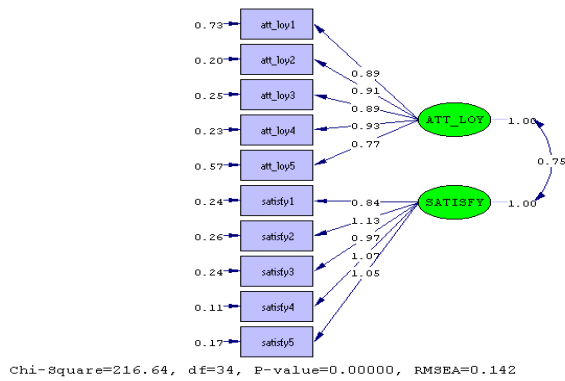 0.73 att_loy1
0.89
0.20 att_loy2
0.91
0.25 att_loy3
0.89
ATT_LOY 1.00
0.23 att_loy4
0.93
0.75
0.57 att_loy5
0.77
0.24 satisfy1
0.84
SATISFY 1.00
0.26 satisfy2
1.13
0.97
0.24 satisfy3
1.07
1.05
0.11 satisfy4
0.17 satisfy5
Chi-Square=216.64, df=34, P-value=0.00000, RMSEA=0.142